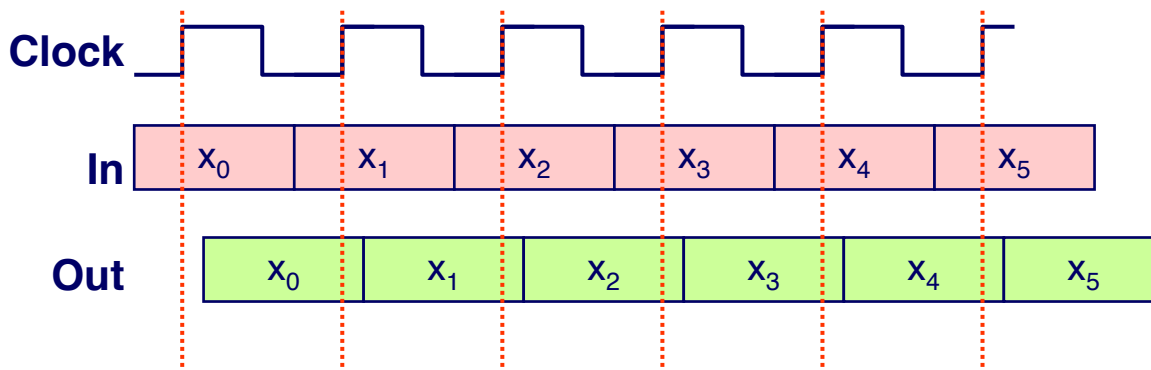 Clock
In x₀ x₁ x₂ x₃ x₄ x₅
Out x₀ x₁ x₂ x₃ x₄ x₅